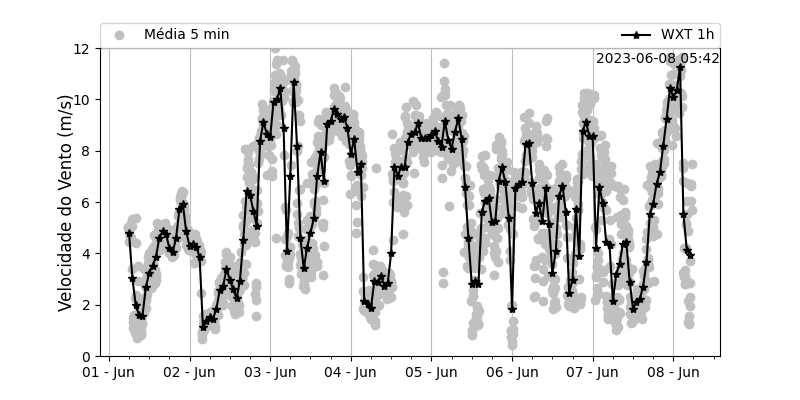 Média 5 min
WXT 1h
2023-06-08 05:42
Velocidade do Vento (m/s)
12
10
8
6
4
2
0
01 - Jun
02 - Jun
03 - Jun
04 - Jun
05 - Jun
06 - Jun
07 - Jun
08 - Jun